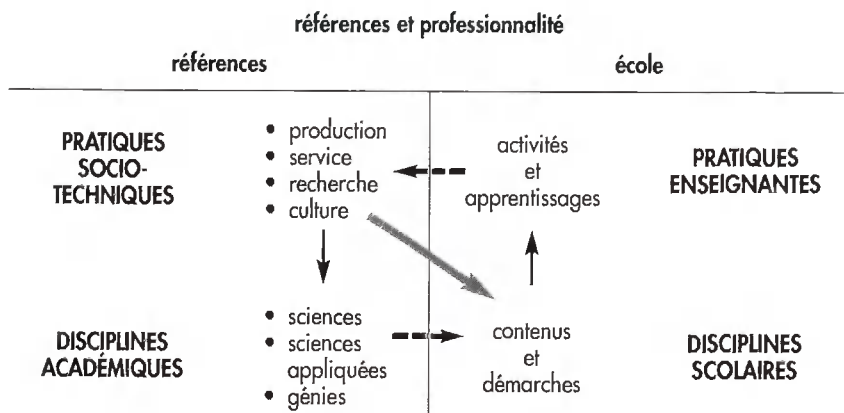 références et professionnalité
références
école
PRATIQUES
SOCIO-
TECHNIQUES
• production
• service
• recherche
• culture
activités
et
apprentissages
PRATIQUES
ENSEIGNANTES
DISCIPLINES
ACADÉMIQUES
• sciences
• sciences
appliquées
• génies
contenus
et
démarches
DISCIPLINES
SCOLAIRES